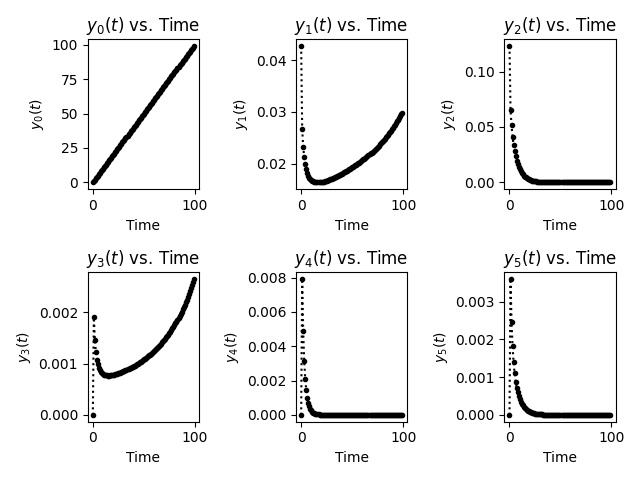 y₀(t) vs. Time
y₁(t) vs. Time
y₂(t) vs. Time
100
75
50
25
0
y₀(t)
0
100
Time
0.04
0.03
0.02
y₁(t)
0
100
Time
0.10
0.05
0.00
y₂(t)
0
100
Time
y₃(t) vs. Time
y₄(t) vs. Time
y₅(t) vs. Time
0.002
0.001
0.000
y₃(t)
0
100
Time
0.008
0.006
0.004
0.002
0.000
y₄(t)
0
100
Time
0.003
0.002
0.001
0.000
y₅(t)
0
100
Time